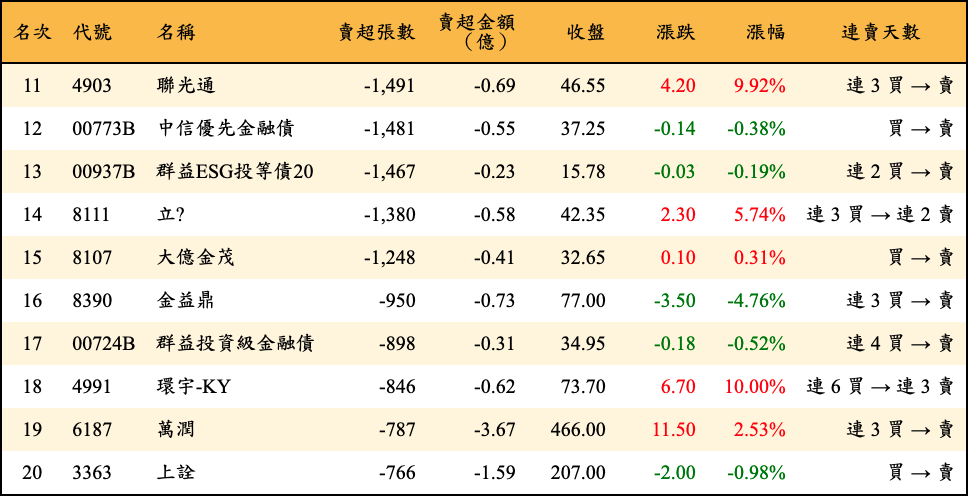 名次 代號 名稱 賣超張數 賣超金額（億） 收盤 漲跌 漲幅 連賣天數
11 4903 聯光通 -1,491 -0.69 46.55 4.20 9.92% 連 3 買 → 賣
12 00773B 中信優先金融債 -1,481 -0.55 37.25 -0.14 -0.38% 買 → 賣
13 00937B 群益ESG投等債20 -1,467 -0.23 15.78 -0.03 -0.19% 連 2 買 → 賣
14 8111 立? -1,380 -0.58 42.35 2.30 5.74% 連 3 買 → 連 2 賣
15 8107 大億金茂 -1,248 -0.41 32.65 0.10 0.31% 買 → 賣
16 8390 金益鼎 -950 -0.73 77.00 -3.50 -4.76% 連 3 買 → 賣
17 00724B 群益投資級金融債 -898 -0.31 34.95 -0.18 -0.52% 連 4 買 → 賣
18 4991 環宇-KY -846 -0.62 73.70 6.70 10.00% 連 6 買 → 連 3 賣
19 6187 萬潤 -787 -3.67 466.00 11.50 2.53% 連 3 買 → 賣
20 3363 上詮 -766 -1.59 207.00 -2.00 -0.98% 買 → 賣